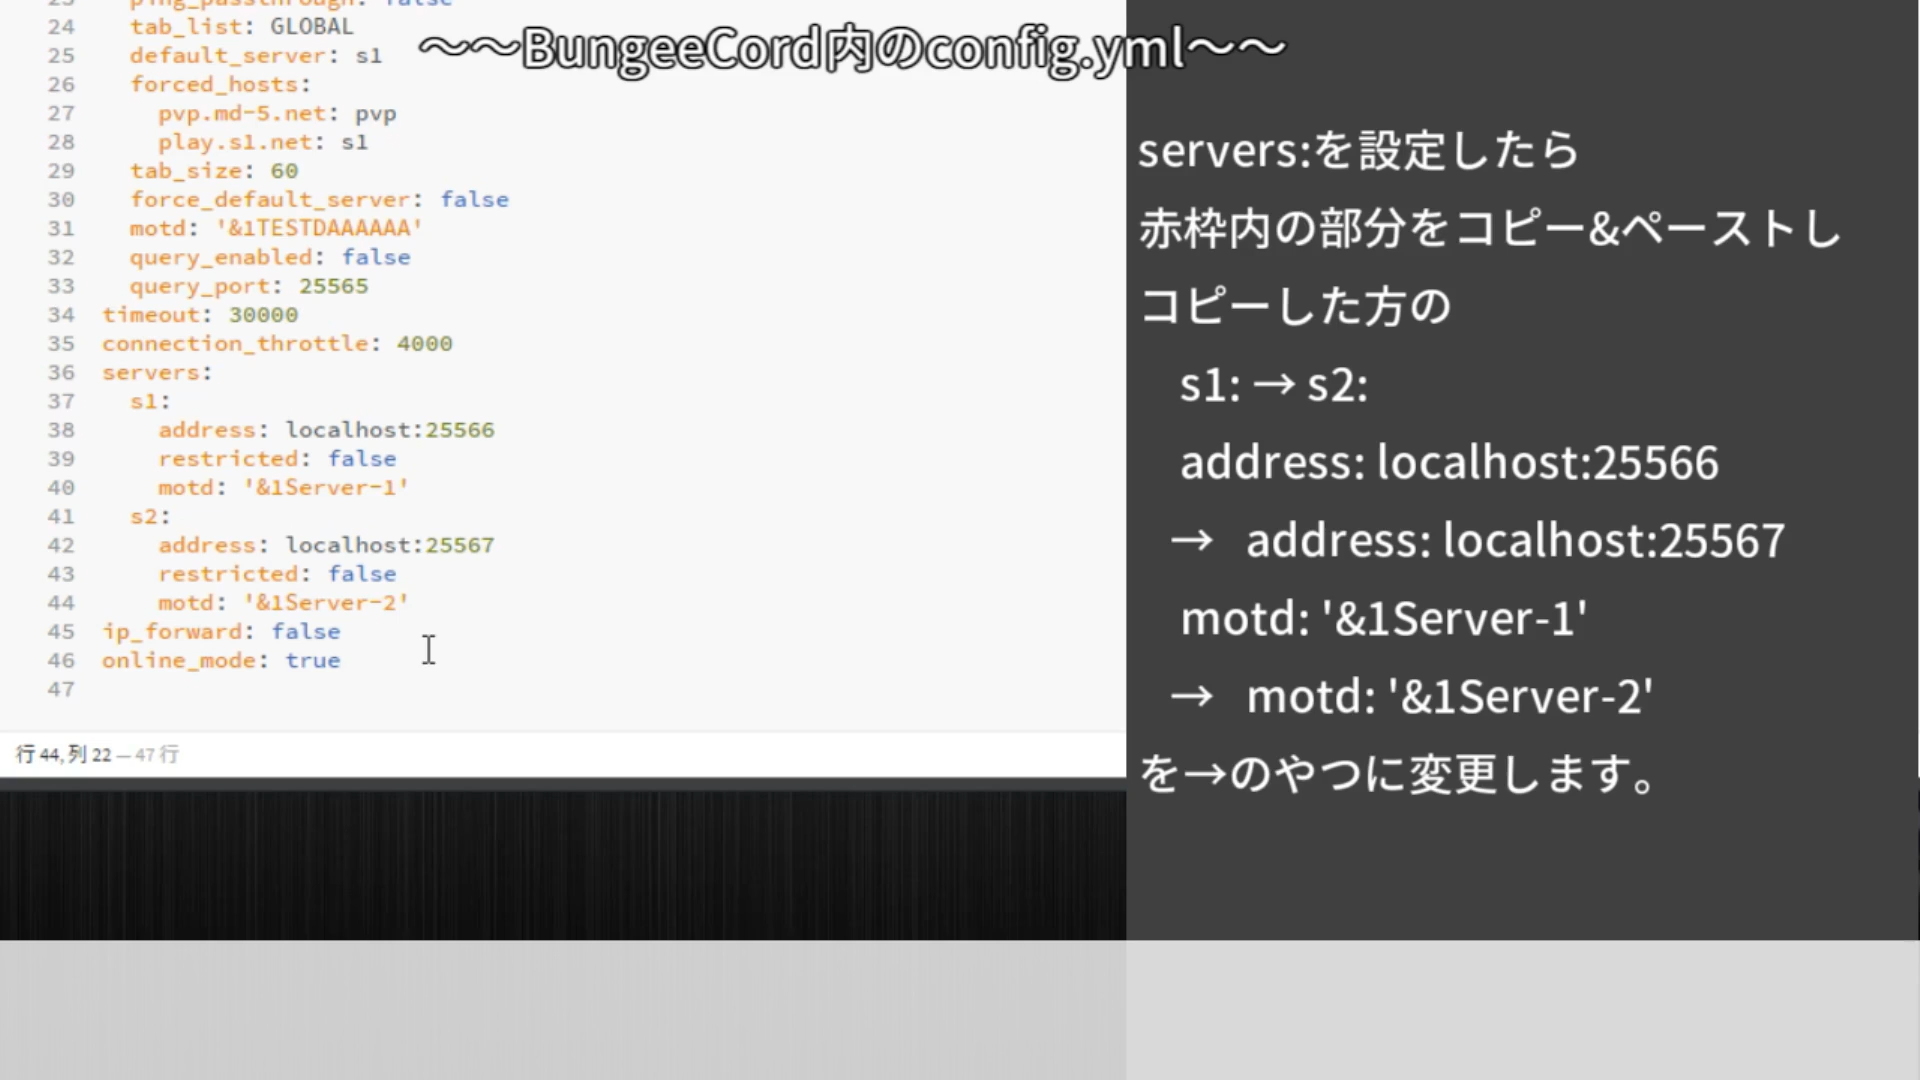 ～～BungeeCord内のconfig.yml～～
23 ping_passthrough: false
24 tab_list: GLOBAL
25 default_server: s1
26 forced_hosts:
27 pvp.md-5.net: pvp
28 play.s1.net: s1
29 tab_size: 60
30 force_default_server: false
31 motd: '&1TESTDAAAAAA'
32 query_enabled: false
33 query_port: 25565
34 timeout: 30000
35 connection_throttle: 4000
36 servers:
37 s1:
38 address: localhost:25566
39 restricted: false
40 motd: '&1Server-1'
41 s2:
42 address: localhost:25567
43 restricted: false
44 motd: '&1Server-2'
45 ip_forward: false
46 online_mode: true
47
行 44, 列 22 — 47 行
servers:を設定したら
赤枠内の部分をコピー&ペーストし
コピーした方の
s1: → s2:
address: localhost:25566
→ address: localhost:25567
motd: '&1Server-1'
→ motd: '&1Server-2'
を→のやつに変更します。